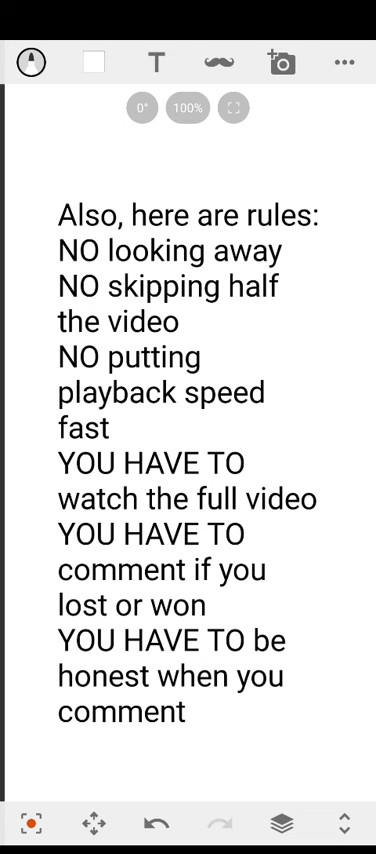 T
0°
100%
Also, here are rules:
NO looking away
NO skipping half
the video
NO putting
playback speed
fast
YOU HAVE TO
watch the full video
YOU HAVE TO
comment if you
lost or won
YOU HAVE TO be
honest when you
comment